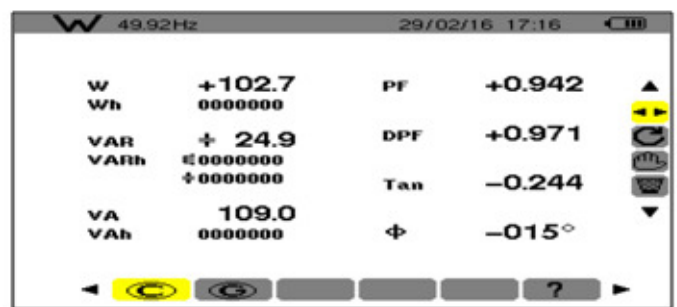 W 49.92Hz 29/02/16 17:16
W +102.7 PF +0.942
Wh 0000000
VAR ÷ 24.9 DPF +0.971
VARh 0000000
÷0000000
Tan −0.244
VA 109.0
VAh 0000000 Φ −015°
C G ?